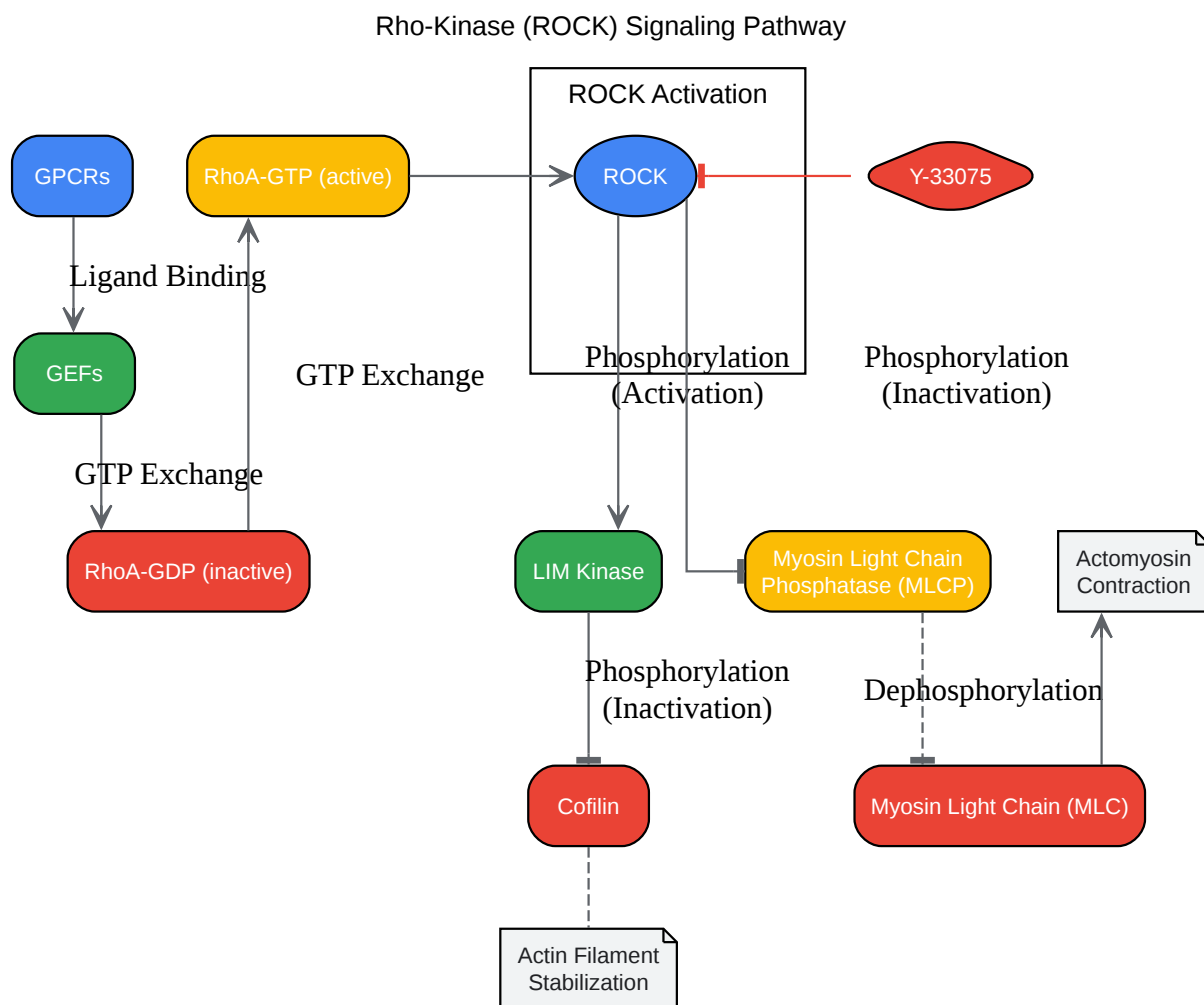 Rho-Kinase (ROCK) Signaling Pathway
ROCK Activation
GPCRs
RhoA-GTP (active)
ROCK
Y-33075
Ligand Binding
GEFs
GTP Exchange
Phosphorylation
(Activation)
Phosphorylation
(Inactivation)
GTP Exchange
RhoA-GDP (inactive)
LIM Kinase
Myosin Light Chain
Phosphatase (MLCP)
Actomyosin
Contraction
Phosphorylation
(Inactivation)
Dephosphorylation
Cofilin
Myosin Light Chain (MLC)
Actin Filament
Stabilization